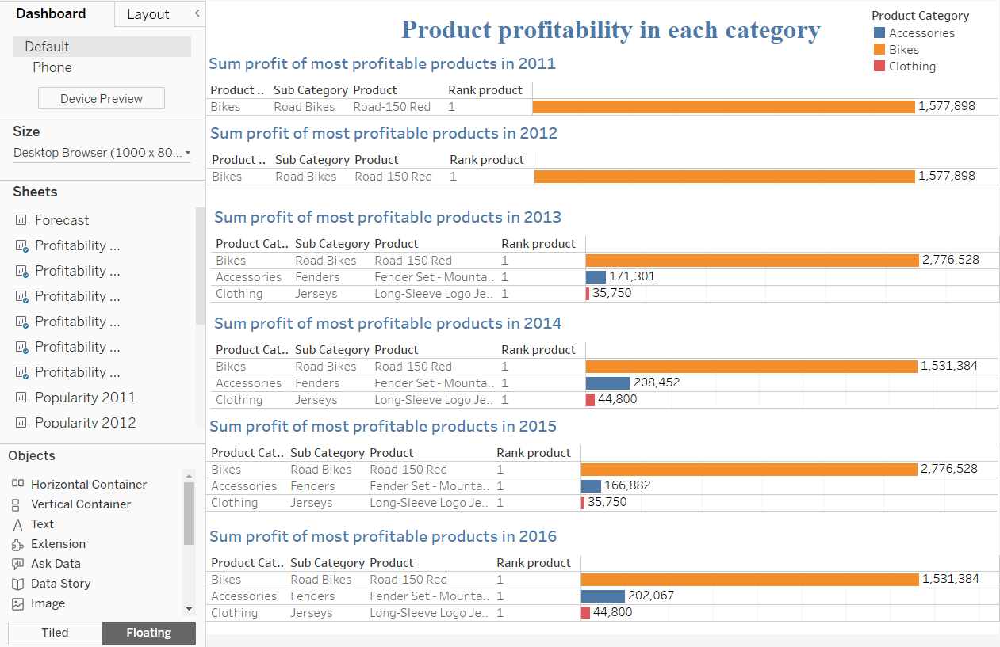 Dashboard
Layout
Default
Phone
Device Preview
Size
Desktop Browser (1000 x 80...
Sheets
Forecast
Profitability ...
Profitability ...
Profitability ...
Profitability ...
Profitability ...
Profitability ...
Popularity 2011
Popularity 2012
Objects
Horizontal Container
Vertical Container
Text
Extension
Ask Data
Data Story
Image
Tiled
Floating
Product profitability in each category
Product Category
Accessories
Bikes
Clothing
Sum profit of most profitable products in 2011
Product .. Sub Category Product Rank product
Bikes Road Bikes Road-150 Red 1 1,577,898
Sum profit of most profitable products in 2012
Product .. Sub Category Product Rank product
Bikes Road Bikes Road-150 Red 1 1,577,898
Sum profit of most profitable products in 2013
Product Cat.. Sub Category Product Rank product
Bikes Road Bikes Road-150 Red 1 2,776,528
Accessories Fenders Fender Set - Mounta.. 1 171,301
Clothing Jerseys Long-Sleeve Logo Je.. 1 35,750
Sum profit of most profitable products in 2014
Product Cat.. Sub Category Product Rank product
Bikes Road Bikes Road-150 Red 1 1,531,384
Accessories Fenders Fender Set - Mounta.. 1 208,452
Clothing Jerseys Long-Sleeve Logo Je.. 1 44,800
Sum profit of most profitable products in 2015
Product Cat.. Sub Category Product Rank product
Bikes Road Bikes Road-150 Red 1 2,776,528
Accessories Fenders Fender Set - Mounta.. 1 166,882
Clothing Jerseys Long-Sleeve Logo Je.. 1 35,750
Sum profit of most profitable products in 2016
Product Cat.. Sub Category Product Rank product
Bikes Road Bikes Road-150 Red 1 1,531,384
Accessories Fenders Fender Set - Mounta.. 1 202,067
Clothing Jerseys Long-Sleeve Logo Je.. 1 44,800